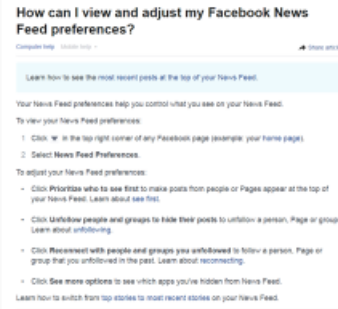 How can I view and adjust my Facebook News
Feed preferences?
Computer help Mobile help
Share article
Learn how to see the most recent posts at the top of your News Feed.
Your News Feed preferences help you control what you see on your News Feed.
To view your News Feed preferences:
1 Click in the top right corner of any Facebook page (example: your home page).
2 Select News Feed Preferences.
To adjust your News Feed preferences:
• Click Prioritize who to see first to make posts from people or Pages appear at the top of
your News Feed. Learn about see first.
• Click Unfollow people and groups to hide their posts to unfollow a person, Page or group
Learn about unfollowing.
• Click Reconnect with people and groups you unfollowed to follow a person, Page or
group that you unfollowed in the past. Learn about reconnecting.
• Click See more options to see which apps you've hidden from News Feed.
Learn how to switch from top stories to most recent stories on your News Feed.